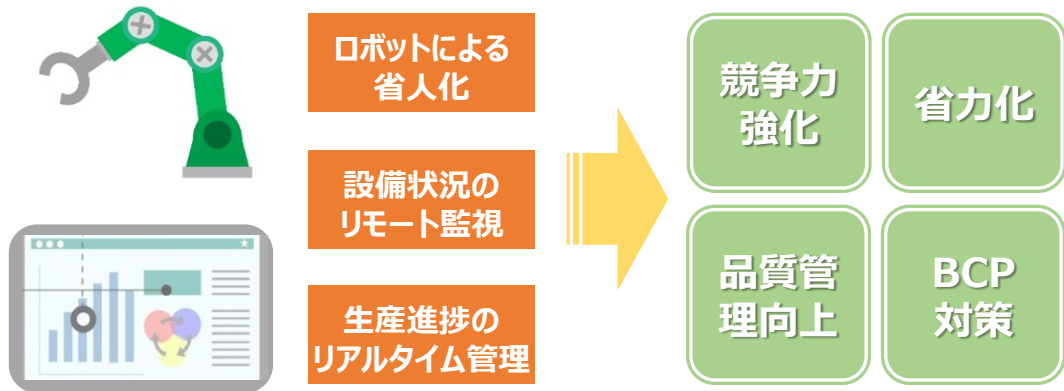 ロボットによる
省人化
設備状況の
リモート監視
生産進捗の
リアルタイム管理
競争力
強化
省力化
品質管
理向上
BCP
対策